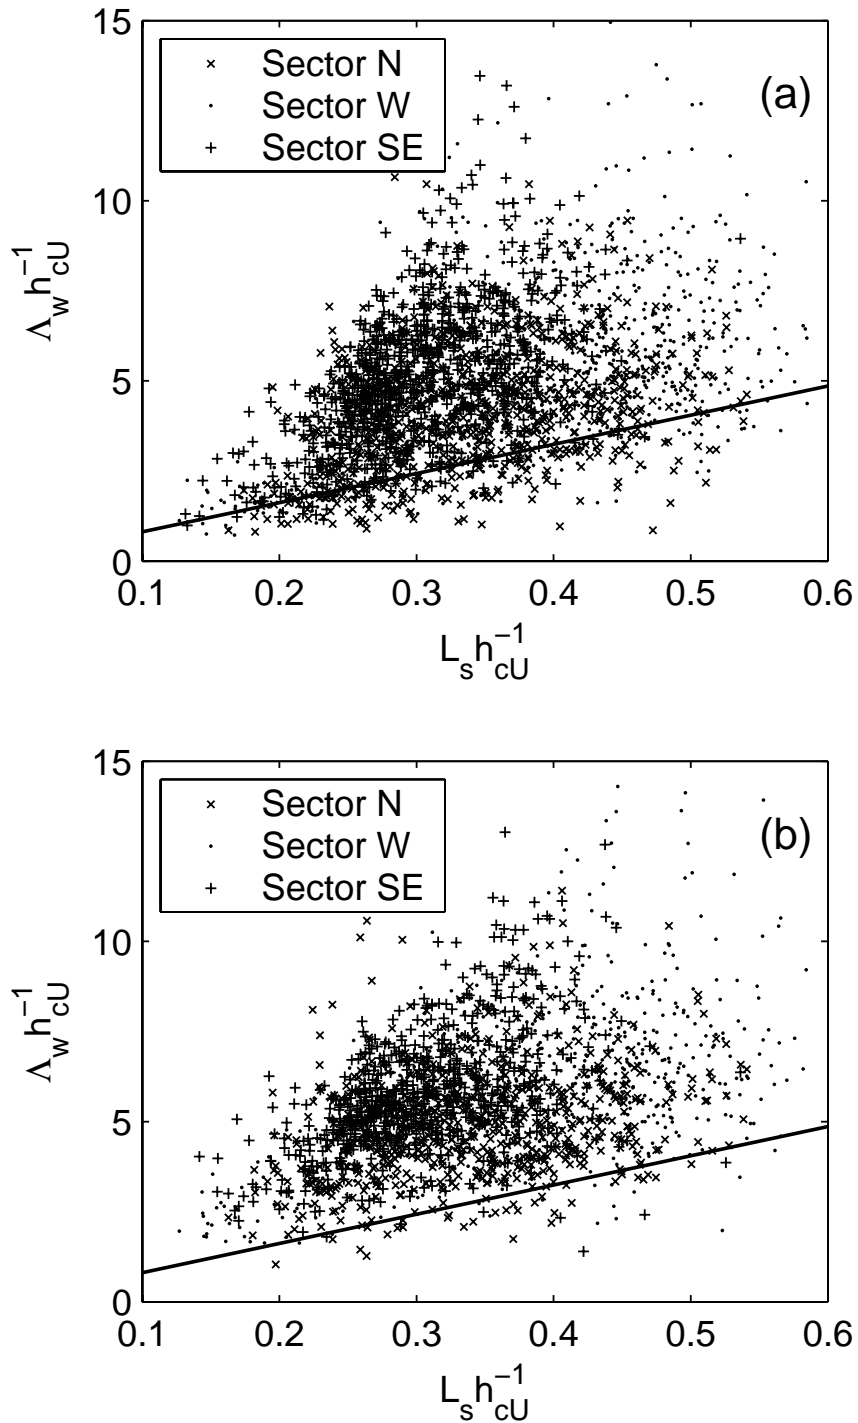 15
10
5
0
Λ_w h_cU^−1
Sector N
Sector W
Sector SE
(a)
0.1 0.2 0.3 0.4 0.5 0.6
L_s h_cU^−1
15
10
5
0
Λ_w h_cU^−1
Sector N
Sector W
Sector SE
(b)
0.1 0.2 0.3 0.4 0.5 0.6
L_s h_cU^−1